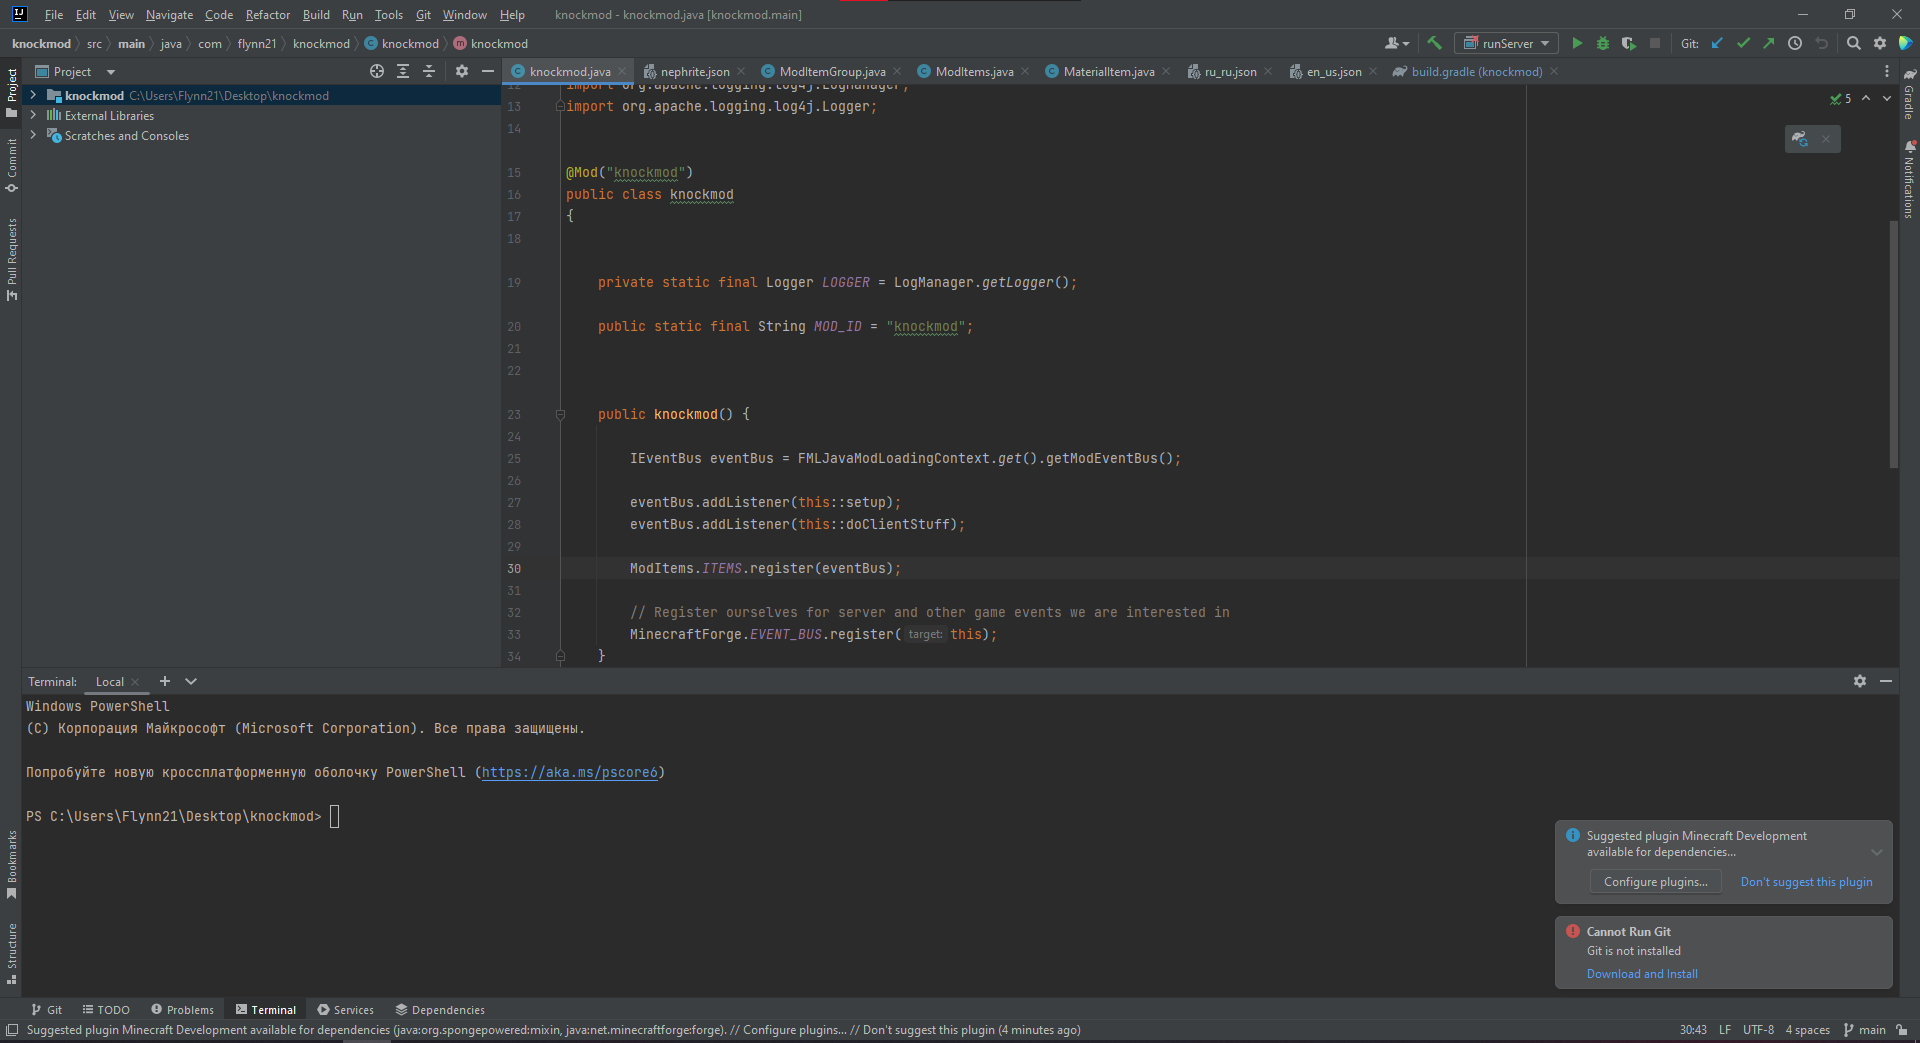 File Edit View Navigate Code Refactor Build Run Tools Git Window Help knockmod - knockmod.java [knockmod.main]
knockmod src main java com flynn21 knockmod knockmod knockmod runServer Git:
Project
knockmod.java nephrite.json ModItemGroup.java ModItems.java MaterialItem.java ru_ru.json en_us.json build.gradle (knockmod)
knockmod C:\Users\Flynn21\Desktop\knockmod
External Libraries
Scratches and Consoles
Project
Commit
Pull Requests
Bookmarks
Structure
Gradle
Notifications
5
12 import org.apache.logging.log4j.LogManager;
13 import org.apache.logging.log4j.Logger;
14
15 @Mod("knockmod")
16 public class knockmod
17 {
18
19 private static final Logger LOGGER = LogManager.getLogger();
20 public static final String MOD_ID = "knockmod";
21
22
23 public knockmod() {
24
25 IEventBus eventBus = FMLJavaModLoadingContext.get().getModEventBus();
26
27 eventBus.addListener(this::setup);
28 eventBus.addListener(this::doClientStuff);
29
30 ModItems.ITEMS.register(eventBus);
31
32 // Register ourselves for server and other game events we are interested in
33 MinecraftForge.EVENT_BUS.register( target: this);
34 }
Terminal: Local
Windows PowerShell
(C) Корпорация Майкрософт (Microsoft Corporation). Все права защищены.
Попробуйте новую кроссплатформенную оболочку PowerShell (https://aka.ms/pscore6)
PS C:\Users\Flynn21\Desktop\knockmod>
Suggested plugin Minecraft Development
available for dependencies...
Configure plugins... Don't suggest this plugin
Cannot Run Git
Git is not installed
Download and Install
Git TODO Problems Terminal Services Dependencies
Suggested plugin Minecraft Development available for dependencies (java:org.spongepowered:mixin, java:net.minecraftforge:forge). // Configure plugins... // Don't suggest this plugin (4 minutes ago) 30:43 LF UTF-8 4 spaces main